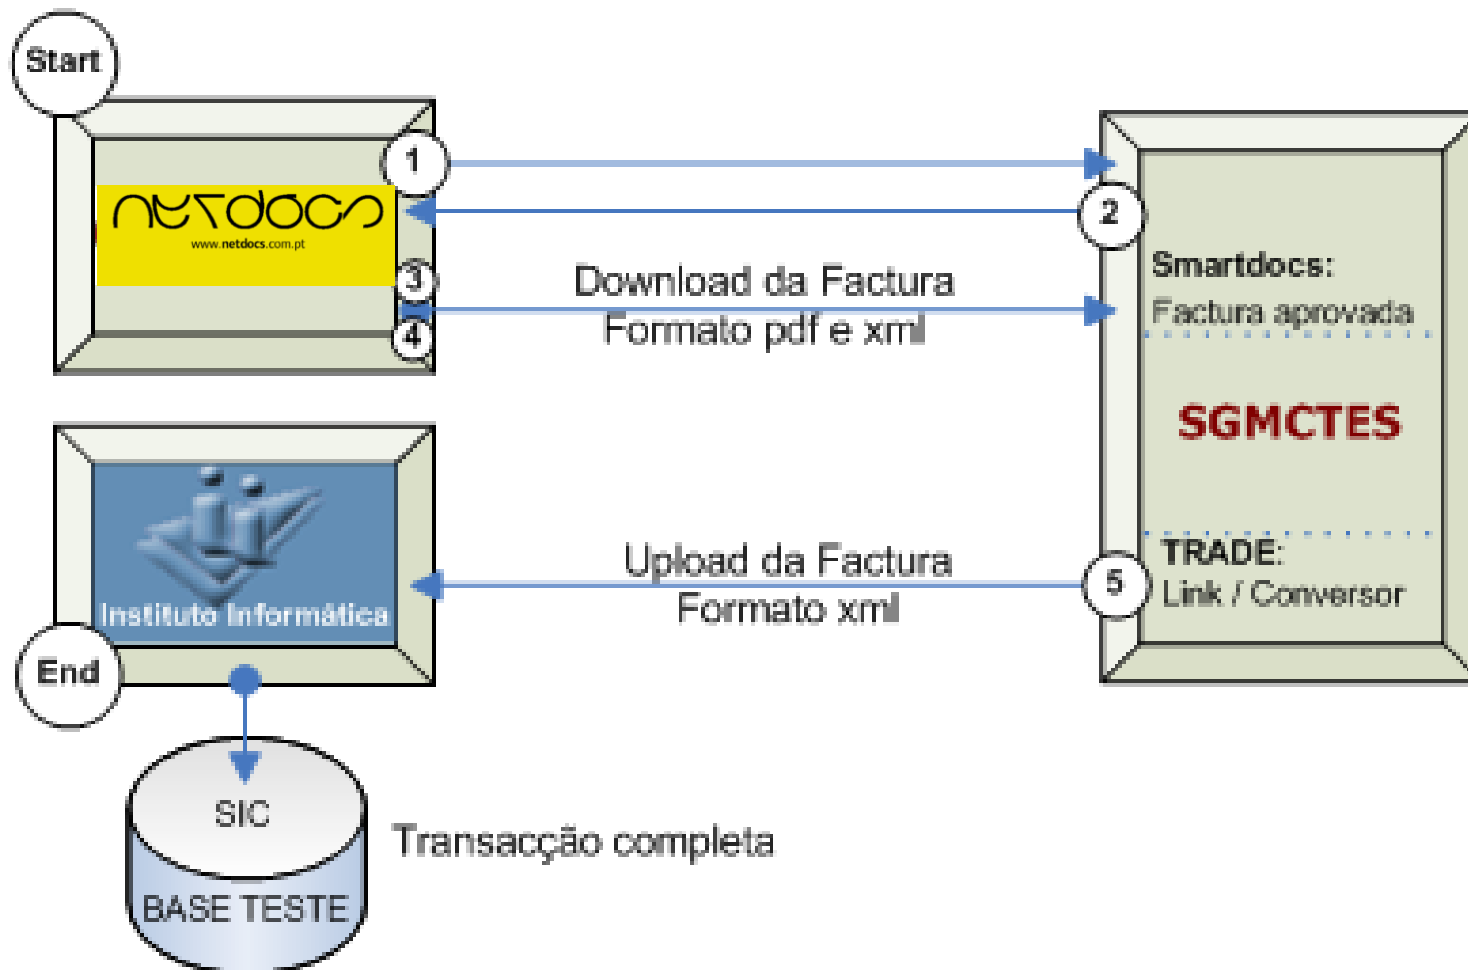 Start
1
netdocs
www.netdocs.com.pt
2
3
4
Download da Factura
Formato pdf e xml
Smartdocs:
Factura aprovada
SGMCTES
TRADE:
Link / Conversor
5
Upload da Factura
Formato xml
Instituto Informática
End
SIC
BASE TESTE
Transacção completa